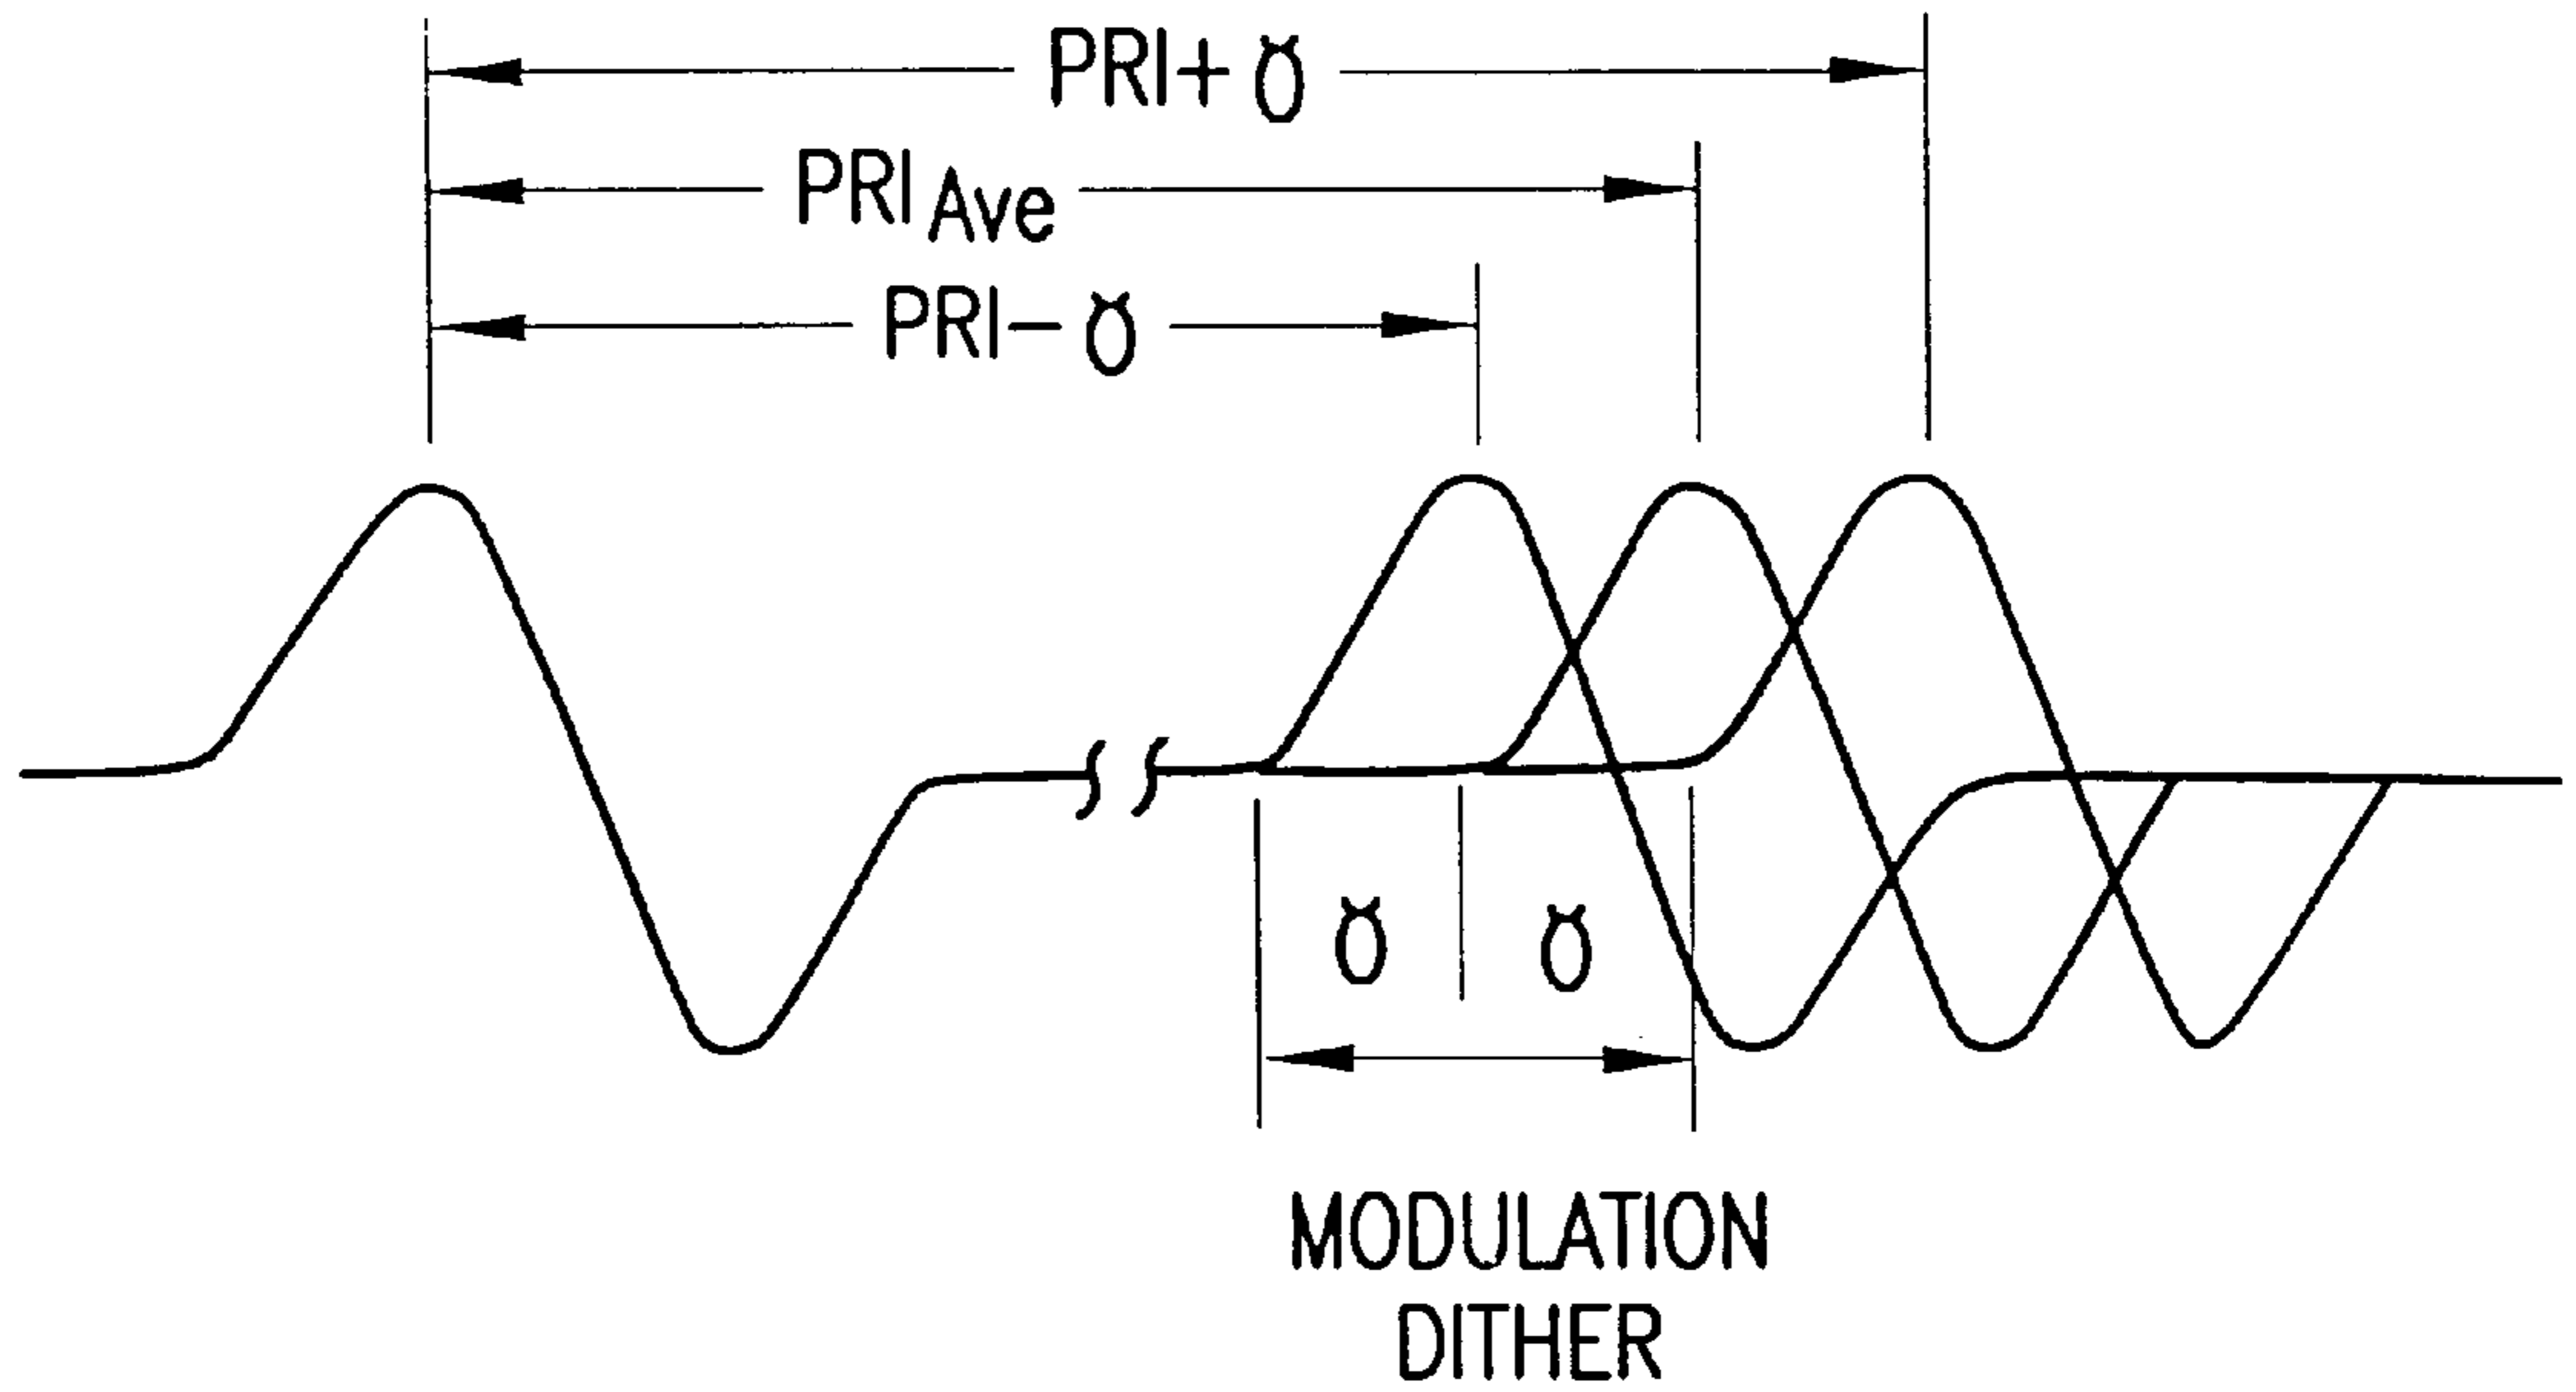 PRI+ ŏ
PRI Ave
PRI− ŏ
ŏ ŏ
MODULATION
DITHER